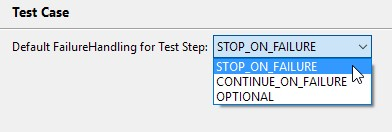 Test Case
Default FailureHandling for Test Step: STOP_ON_FAILURE
STOP_ON_FAILURE
CONTINUE_ON_FAILURE
OPTIONAL